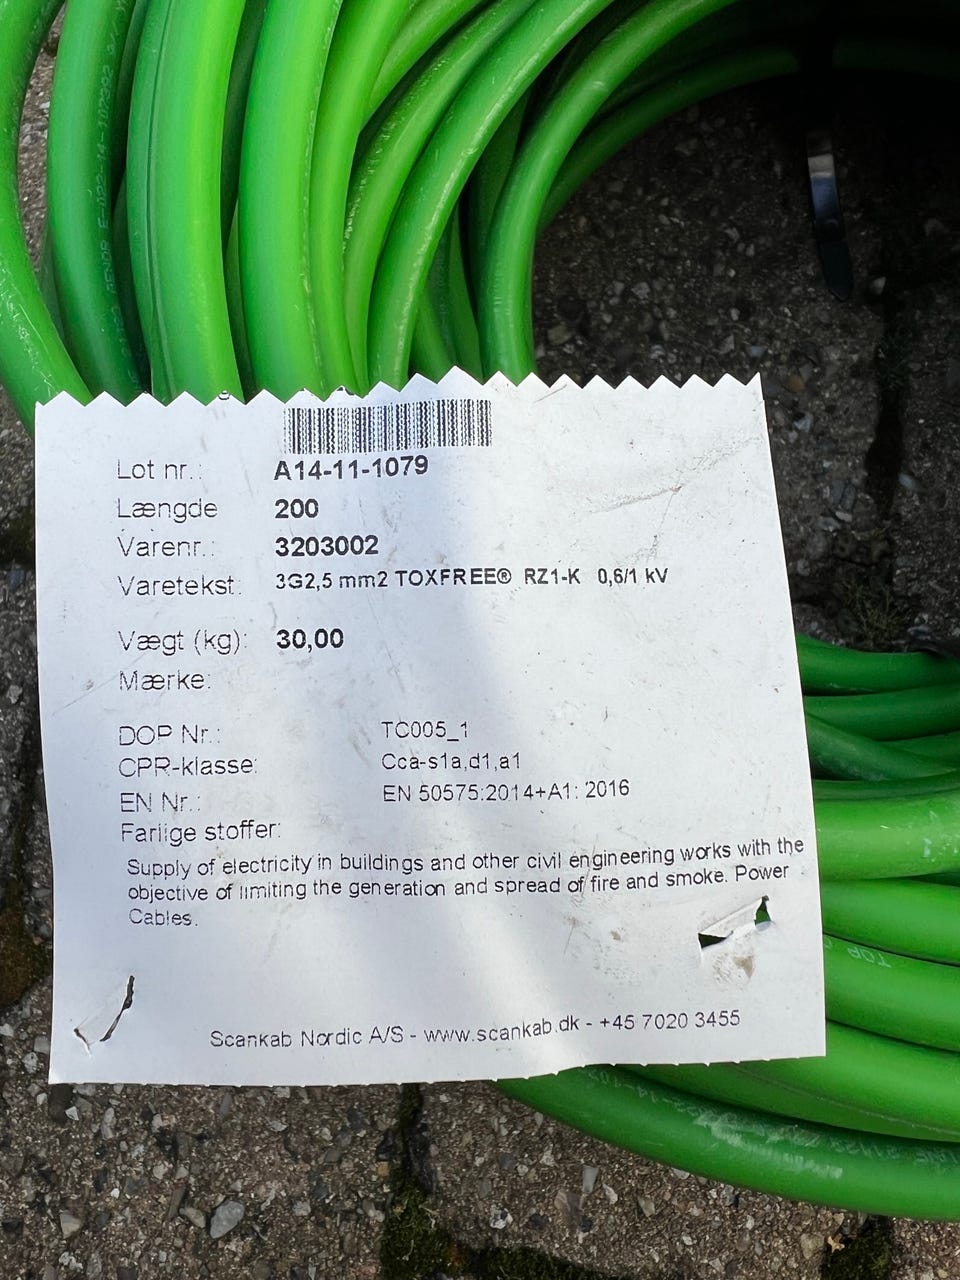 Lot nr.: A14-11-1079
Længde 200
Varenr.: 3203002
Varetekst: 3G2,5 mm2 TOXFREE® RZ1-K 0,6/1 kV
Vægt (kg): 30,00
Mærke:
DOP Nr.: TC005_1
CPR-klasse: Cca-s1a,d1,a1
EN Nr.: EN 50575:2014+A1: 2016
Farlige stoffer:
Supply of electricity in buildings and other civil engineering works with the
objective of limiting the generation and spread of fire and smoke. Power
Cables.
Scankab Nordic A/S - www.scankab.dk - +45 7020 3455
TOP